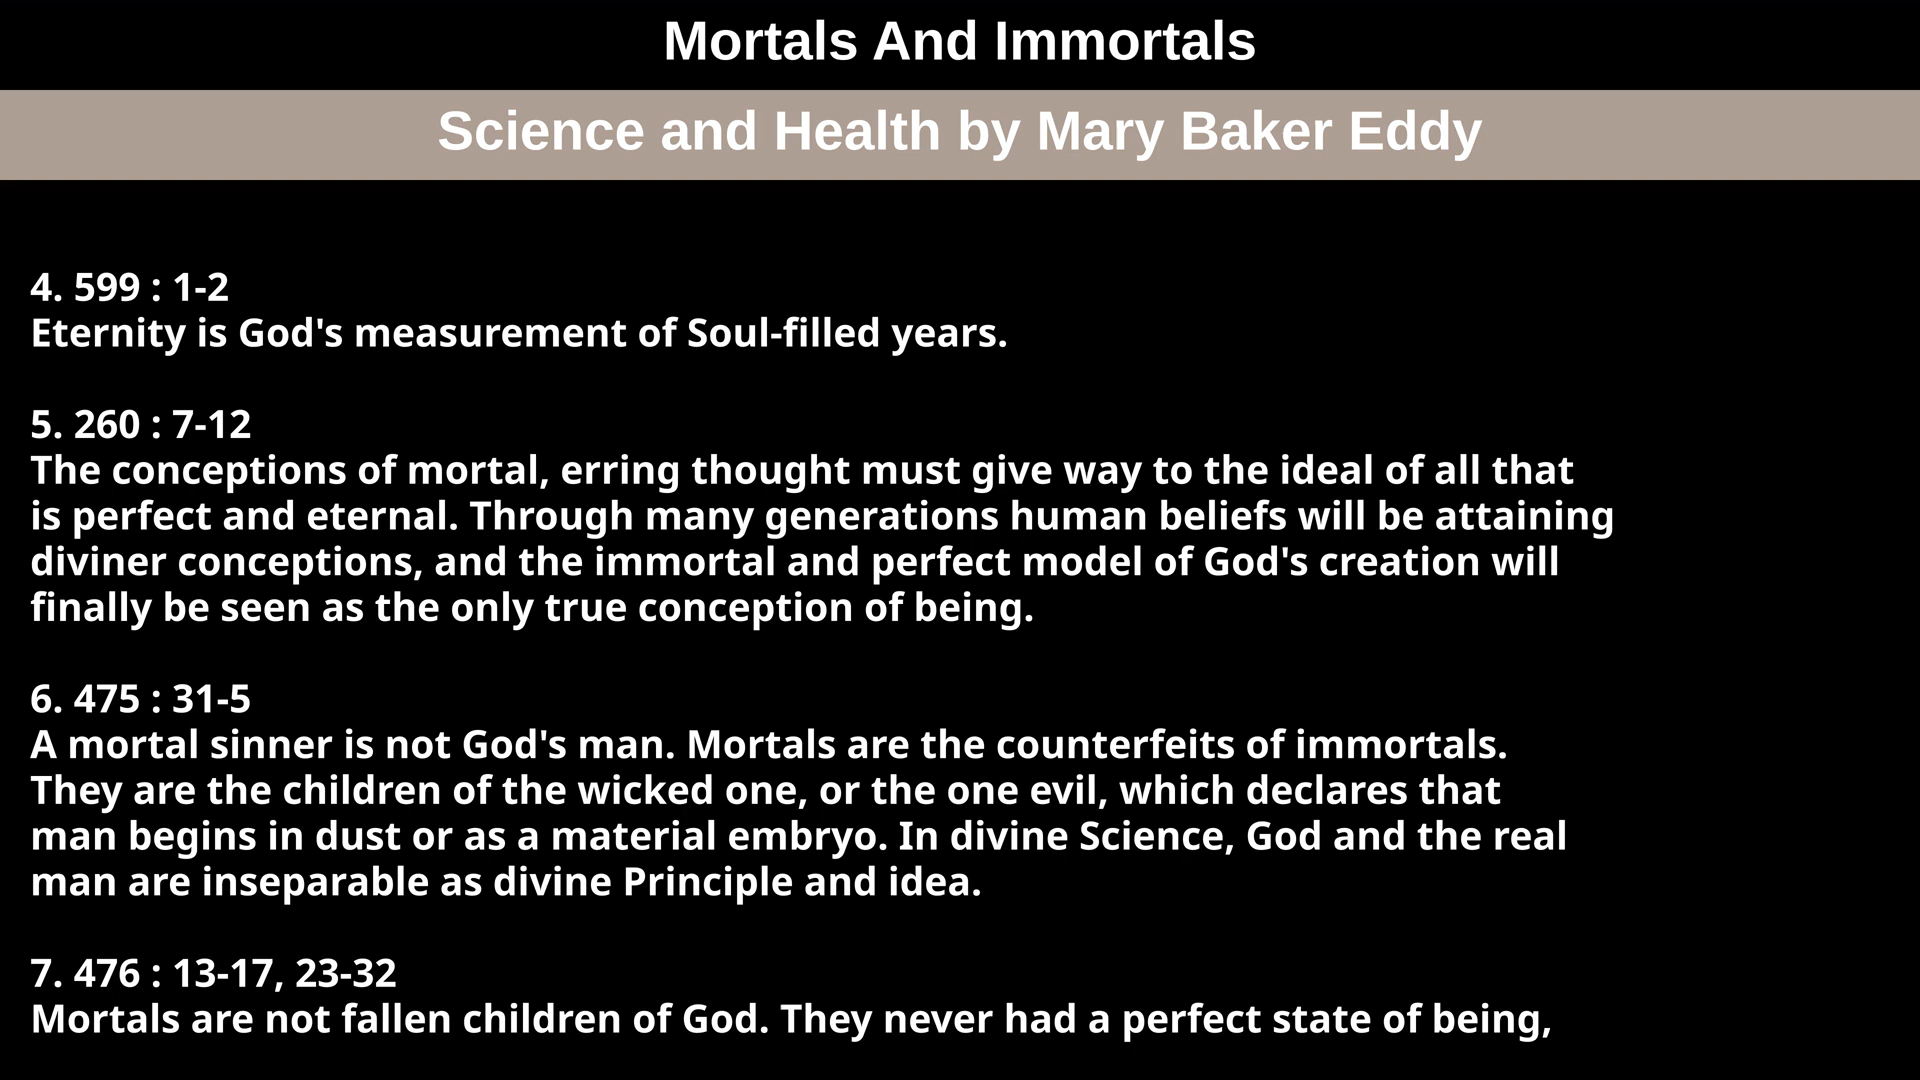 Mortals And Immortals
Science and Health by Mary Baker Eddy
4. 599 : 1-2
Eternity is God's measurement of Soul-filled years.
5. 260 : 7-12
The conceptions of mortal, erring thought must give way to the ideal of all that
is perfect and eternal. Through many generations human beliefs will be attaining
diviner conceptions, and the immortal and perfect model of God's creation will
finally be seen as the only true conception of being.
6. 475 : 31-5
A mortal sinner is not God's man. Mortals are the counterfeits of immortals.
They are the children of the wicked one, or the one evil, which declares that
man begins in dust or as a material embryo. In divine Science, God and the real
man are inseparable as divine Principle and idea.
7. 476 : 13-17, 23-32
Mortals are not fallen children of God. They never had a perfect state of being,